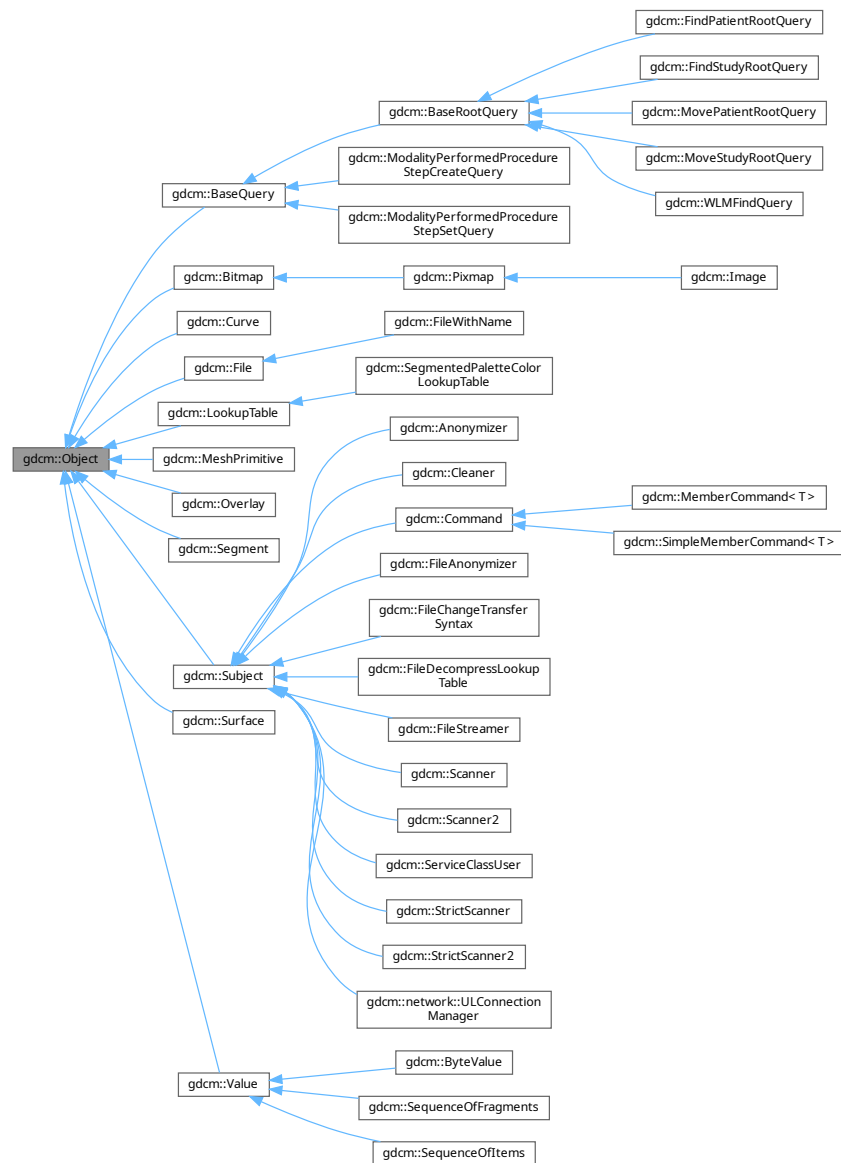 gdcm::FindPatientRootQuery
gdcm::FindStudyRootQuery
gdcm::BaseRootQuery
gdcm::MovePatientRootQuery
gdcm::MoveStudyRootQuery
gdcm::ModalityPerformedProcedure
StepCreateQuery
gdcm::BaseQuery
gdcm::WLMFindQuery
gdcm::ModalityPerformedProcedure
StepSetQuery
gdcm::Bitmap
gdcm::Pixmap
gdcm::Image
gdcm::Curve
gdcm::FileWithName
gdcm::File
gdcm::SegmentedPaletteColor
LookupTable
gdcm::LookupTable
gdcm::Anonymizer
gdcm::Object
gdcm::MeshPrimitive
gdcm::Cleaner
gdcm::Overlay
gdcm::MemberCommand< T >
gdcm::Command
gdcm::SimpleMemberCommand< T >
gdcm::Segment
gdcm::FileAnonymizer
gdcm::FileChangeTransfer
Syntax
gdcm::Subject
gdcm::FileDecompressLookup
Table
gdcm::Surface
gdcm::FileStreamer
gdcm::Scanner
gdcm::Scanner2
gdcm::ServiceClassUser
gdcm::StrictScanner
gdcm::StrictScanner2
gdcm::network::ULConnection
Manager
gdcm::ByteValue
gdcm::Value
gdcm::SequenceOfFragments
gdcm::SequenceOfItems